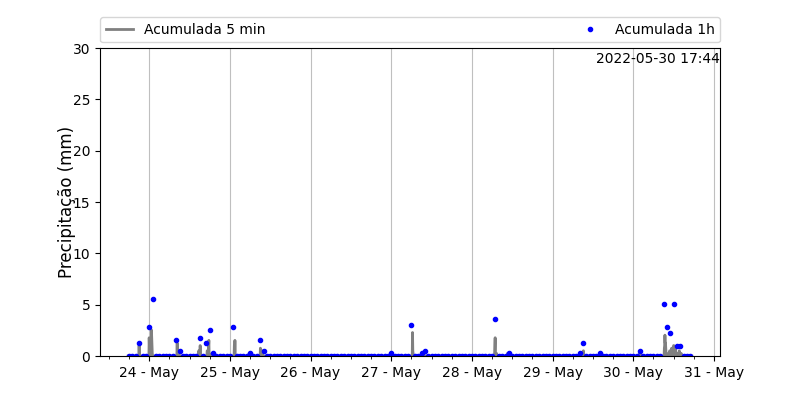 Acumulada 5 min
Acumulada 1h
2022-05-30 17:44
Precipitação (mm)
30
25
20
15
10
5
0
24 - May
25 - May
26 - May
27 - May
28 - May
29 - May
30 - May
31 - May